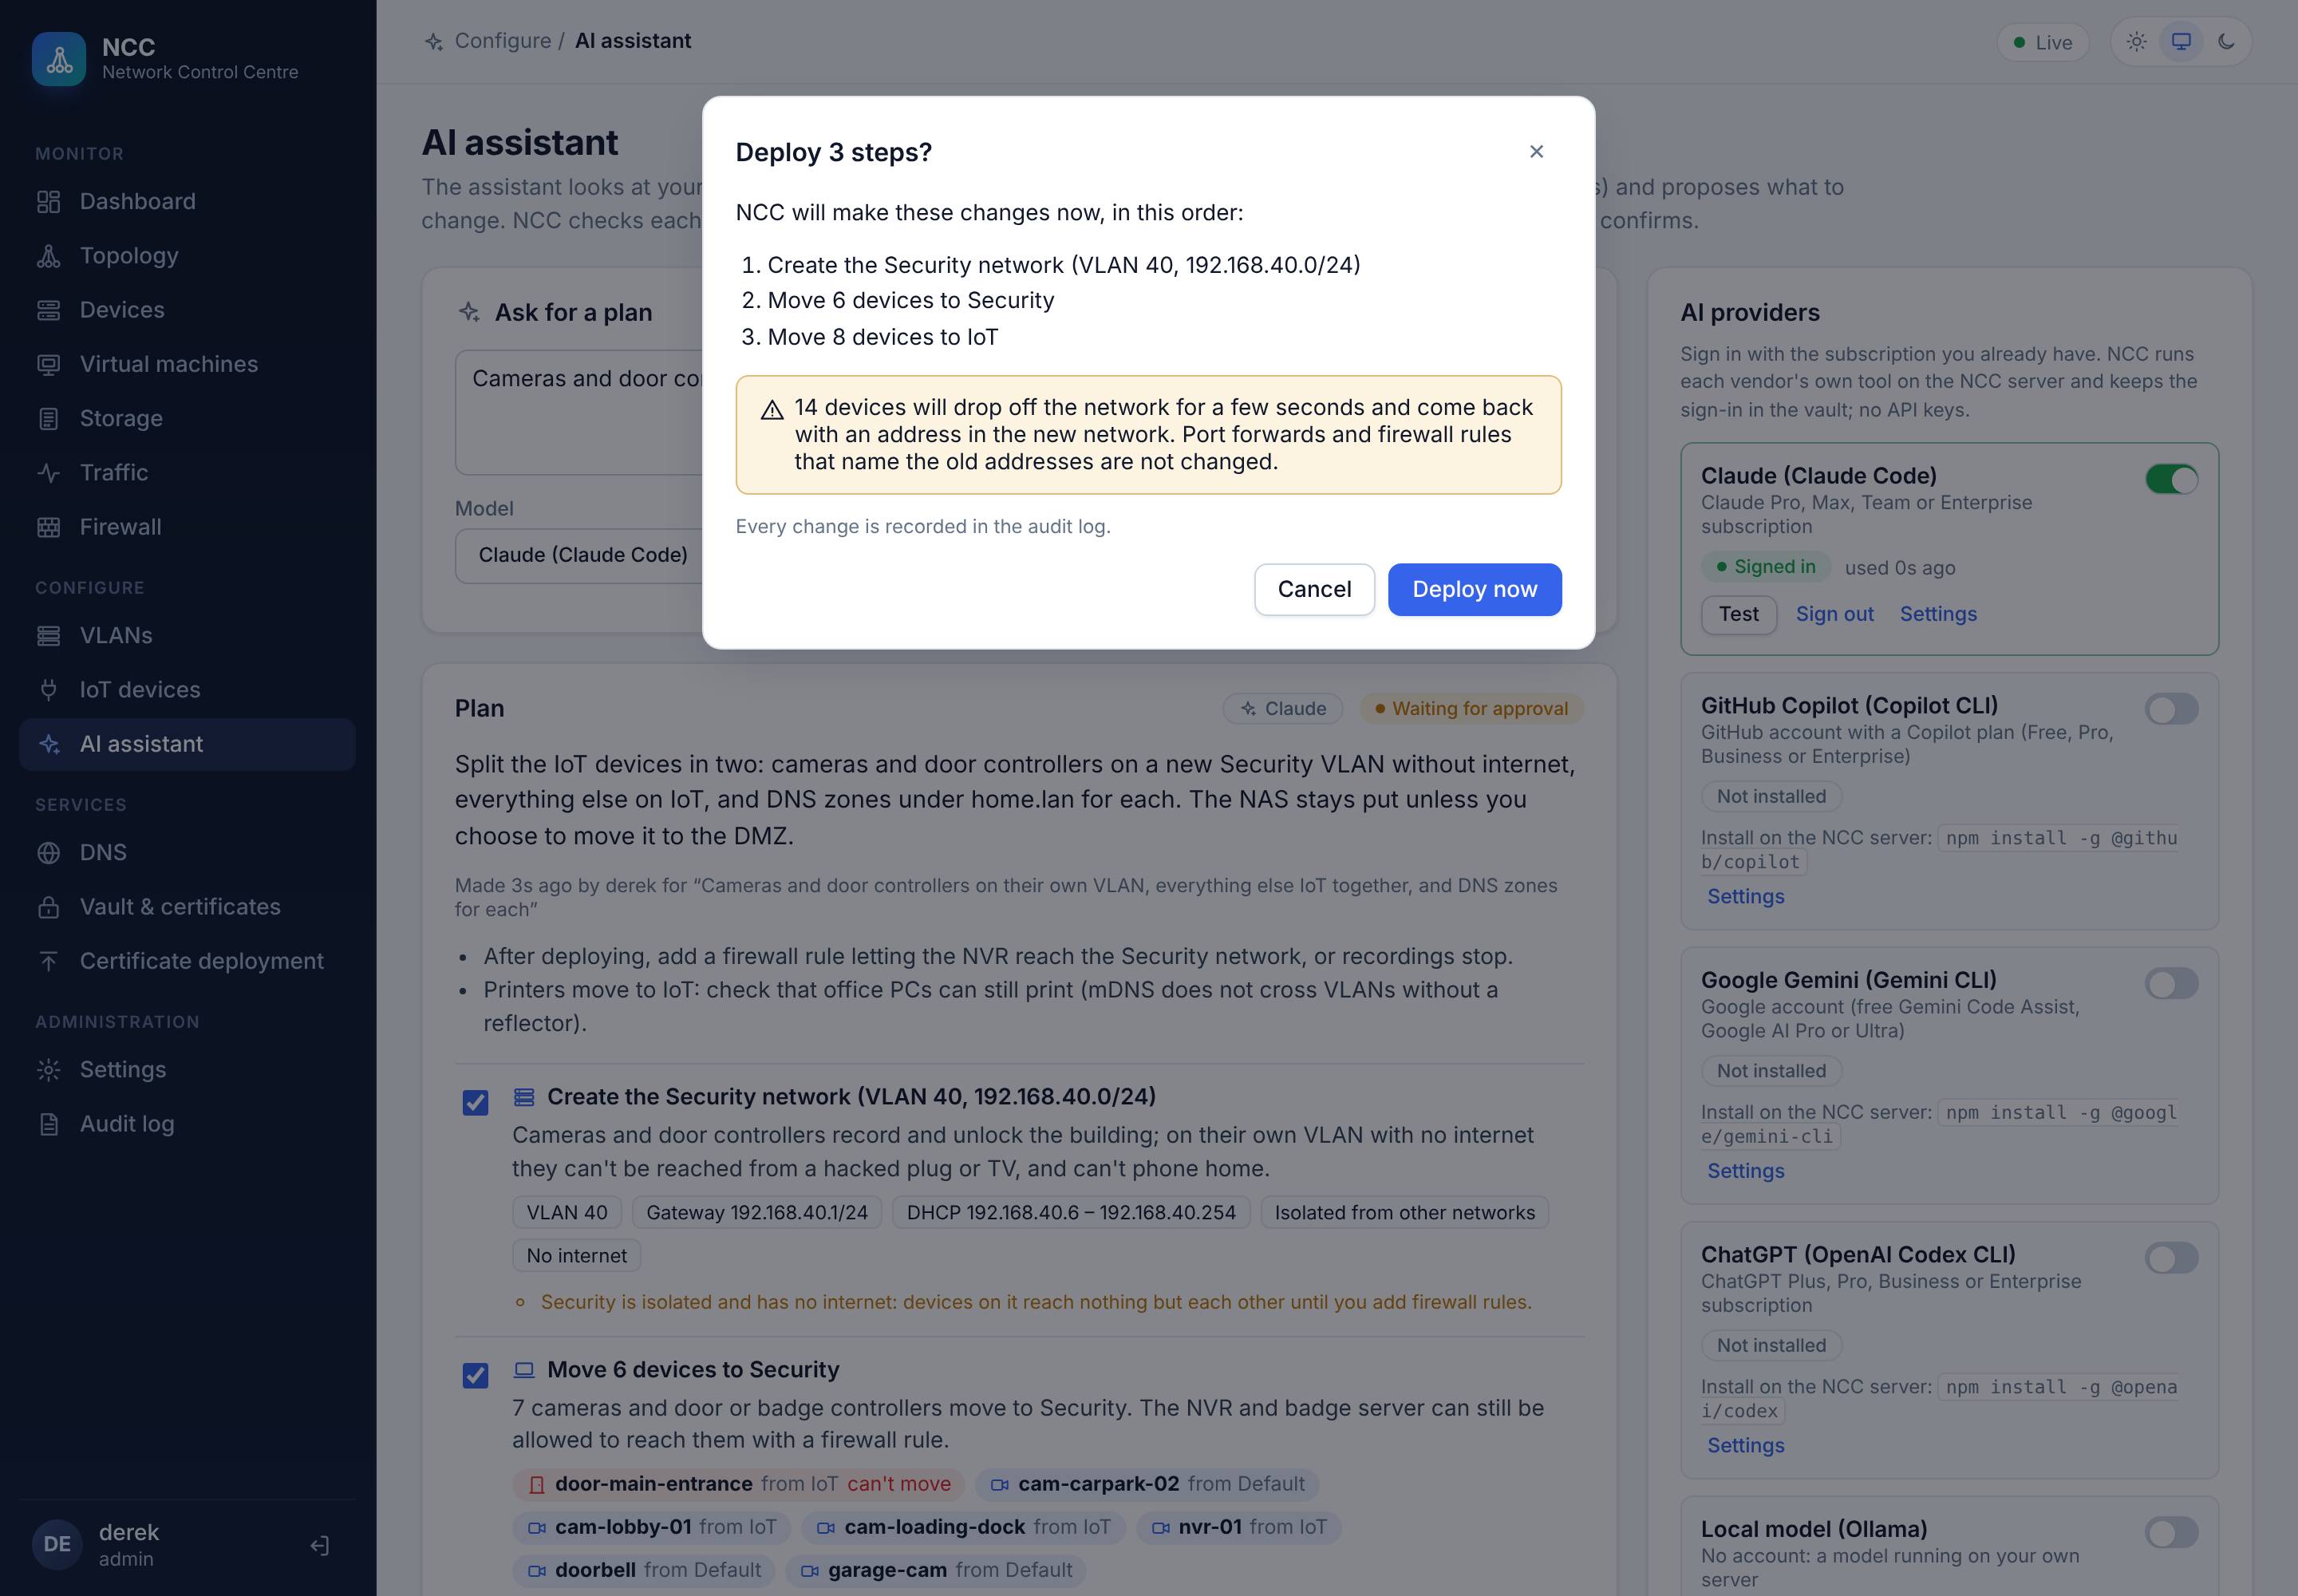 NCC
Network Control Centre
MONITOR
Dashboard
Topology
Devices
Virtual machines
Storage
Traffic
Firewall
CONFIGURE
VLANs
IoT devices
AI assistant
SERVICES
DNS
Vault & certificates
Certificate deployment
ADMINISTRATION
Settings
Audit log
DE
derek
admin
Configure / AI assistant
Live
AI assistant
The assistant looks at your
s) and proposes what to
change. NCC checks each
confirms.
Ask for a plan
Cameras and door co
Model
Claude (Claude Code)
Deploy 3 steps?
NCC will make these changes now, in this order:
1. Create the Security network (VLAN 40, 192.168.40.0/24)
2. Move 6 devices to Security
3. Move 8 devices to IoT
14 devices will drop off the network for a few seconds and come back
with an address in the new network. Port forwards and firewall rules
that name the old addresses are not changed.
Every change is recorded in the audit log.
Cancel
Deploy now
Plan
Claude
Waiting for approval
Split the IoT devices in two: cameras and door controllers on a new Security VLAN without internet,
everything else on IoT, and DNS zones under home.lan for each. The NAS stays put unless you
choose to move it to the DMZ.
Made 3s ago by derek for “Cameras and door controllers on their own VLAN, everything else IoT together, and DNS zones
for each”
• After deploying, add a firewall rule letting the NVR reach the Security network, or recordings stop.
• Printers move to IoT: check that office PCs can still print (mDNS does not cross VLANs without a
reflector).
Create the Security network (VLAN 40, 192.168.40.0/24)
Cameras and door controllers record and unlock the building; on their own VLAN with no internet
they can't be reached from a hacked plug or TV, and can't phone home.
VLAN 40
Gateway 192.168.40.1/24
DHCP 192.168.40.6 – 192.168.40.254
Isolated from other networks
No internet
Security is isolated and has no internet: devices on it reach nothing but each other until you add firewall rules.
Move 6 devices to Security
7 cameras and door or badge controllers move to Security. The NVR and badge server can still be
allowed to reach them with a firewall rule.
door-main-entrance from IoT can't move
cam-carpark-02 from Default
cam-lobby-01 from IoT
cam-loading-dock from IoT
nvr-01 from IoT
doorbell from Default
garage-cam from Default
AI providers
Sign in with the subscription you already have. NCC runs
each vendor's own tool on the NCC server and keeps the
sign-in in the vault; no API keys.
Claude (Claude Code)
Claude Pro, Max, Team or Enterprise
subscription
Signed in
used 0s ago
Test
Sign out
Settings
GitHub Copilot (Copilot CLI)
GitHub account with a Copilot plan (Free, Pro,
Business or Enterprise)
Not installed
Install on the NCC server: npm install -g @githu
b/copilot
Settings
Google Gemini (Gemini CLI)
Google account (free Gemini Code Assist,
Google AI Pro or Ultra)
Not installed
Install on the NCC server: npm install -g @googl
e/gemini-cli
Settings
ChatGPT (OpenAI Codex CLI)
ChatGPT Plus, Pro, Business or Enterprise
subscription
Not installed
Install on the NCC server: npm install -g @opena
i/codex
Settings
Local model (Ollama)
No account: a model running on your own
server